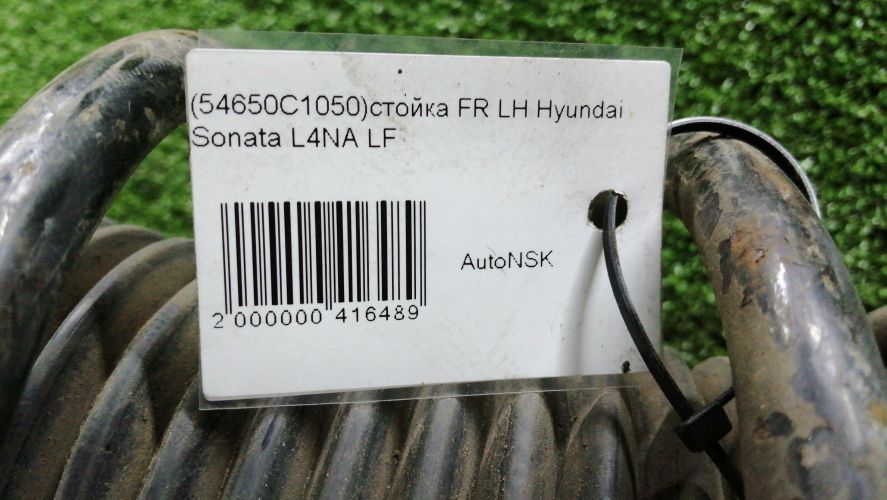 (54650C1050)стойка FR LH Hyundai
Sonata L4NA LF
AutoNSK
2 000000 416489